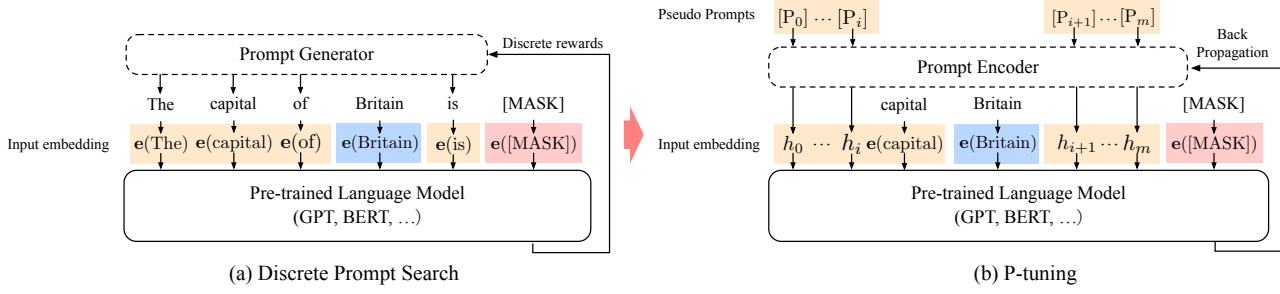 Prompt Generator
Discrete rewards
The capital of Britain is [MASK]
Input embedding e(The) e(capital) e(of) e(Britain) e(is) e([MASK])
Pre-trained Language Model
(GPT, BERT, …)
(a) Discrete Prompt Search
Pseudo Prompts [P0] ⋯ [Pi] [Pi+1] ⋯ [Pm]
Back
Propagation
Prompt Encoder
capital Britain [MASK]
Input embedding h0 ⋯ hi e(capital) e(Britain) hi+1 ⋯ hm e([MASK])
Pre-trained Language Model
(GPT, BERT, …)
(b) P-tuning